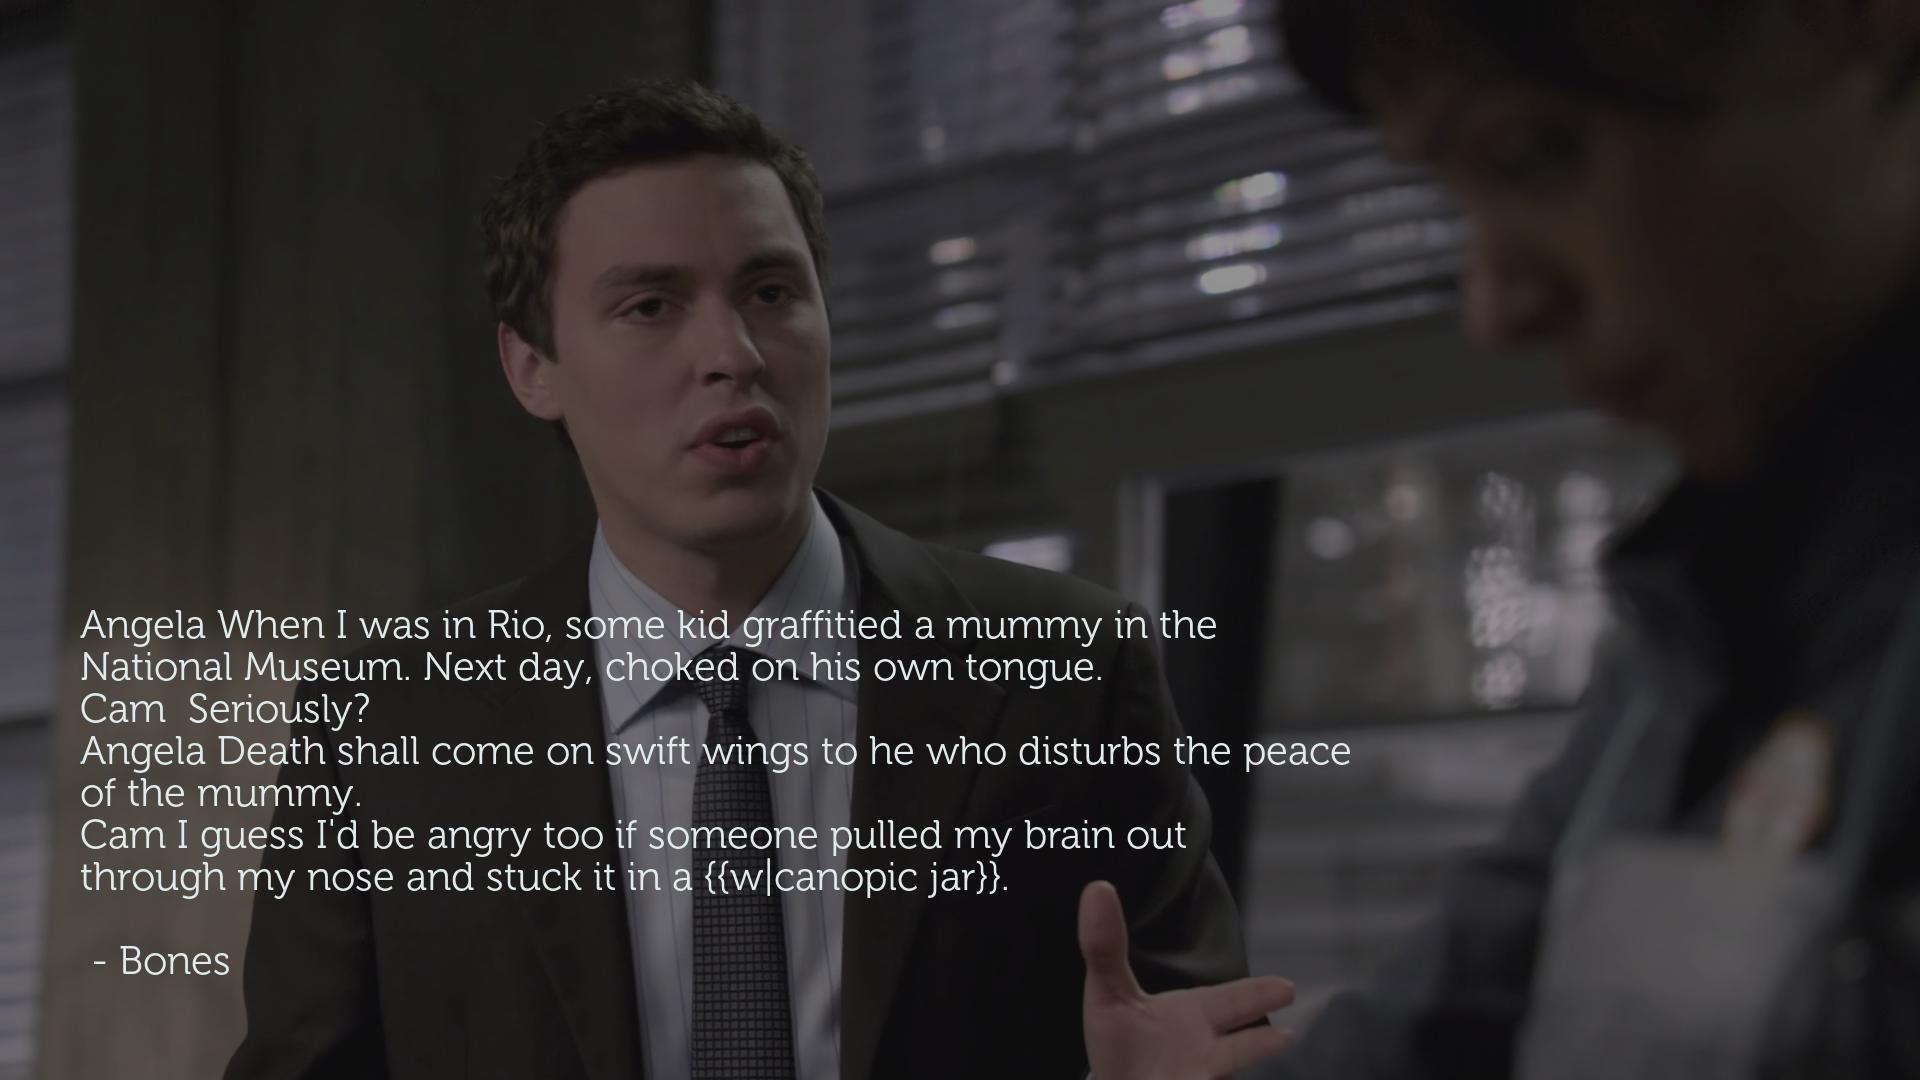 Angela When I was in Rio, some kid graffitied a mummy in the
National Museum. Next day, choked on his own tongue.
Cam  Seriously?
Angela Death shall come on swift wings to he who disturbs the peace
of the mummy.
Cam I guess I'd be angry too if someone pulled my brain out
through my nose and stuck it in a {{w|canopic jar}}.
- Bones